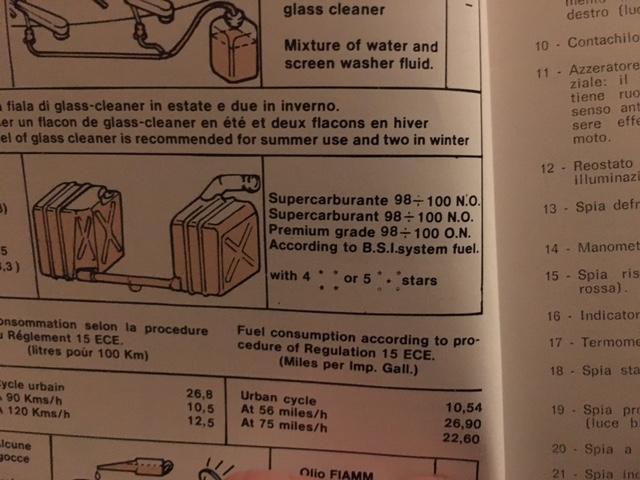 glass cleaner
Mixture of water and
screen washer fluid.
fiala di glass-cleaner in estate e due in inverno.
er un flacon de glass-cleaner en été et deux flacons en hiver
el of glass cleaner is recommended for summer use and two in winter
Supercarburante 98÷100 N.O.
Supercarburant 98÷100 N.O.
Premium grade 98÷100 O.N.
According to B.S.I.system fuel.
with 4 or 5 stars
5
6,3 )
onsommation selon la procedure
u Réglement 15 ECE.
(litres pour 100 Km)
Fuel consumption according to pro-
cedure of Regulation 15 ECE.
(Miles per Imp. Gall.)
ycle urbain 26,8
90 Kms/h 10,5
120 Kms/h 12,5
Urban cycle 10,54
At 56 miles/h 26,90
At 75 miles/h 22,60
lcune
gocce
Olio FIAMM
destro (luc
10 - Contachilo
11 - Azzeratore
ziale: il
tiene ruo
senso ant
sere effe
moto.
12 - Reostato
illuminazi
13 - Spia defr
14 - Manomet
15 - Spia ris
rossa).
16 - Indicator
17 - Termome
18 - Spia sta
19 - Spia pro
(luce b
20 - Spia a
21 - Spia ind